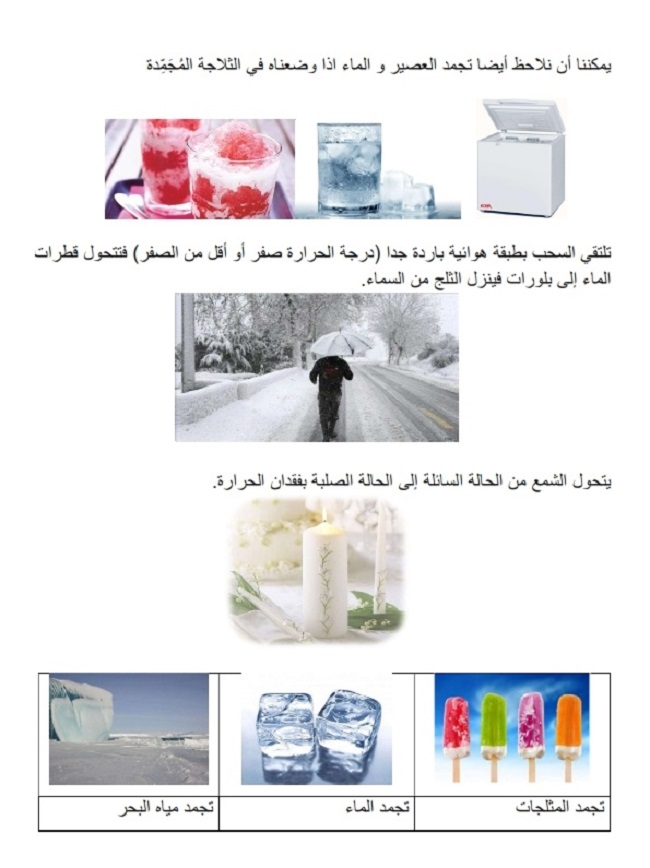 يمكننا أن نلاحظ أيضا تجمد العصير و الماء اذا وضعناه في الثلاجة المُجَمِّدة
تلتقي السحب بطبقة هوائية باردة جدا (درجة الحرارة صفر أو أقل من الصفر) فتتحول قطرات
الماء إلى بلورات فينزل الثلج من السماء.
يتحول الشمع من الحالة السائلة إلى الحالة الصلبة بفقدان الحرارة.
تجمد المثلجات
تجمد الماء
تجمد مياه البحر